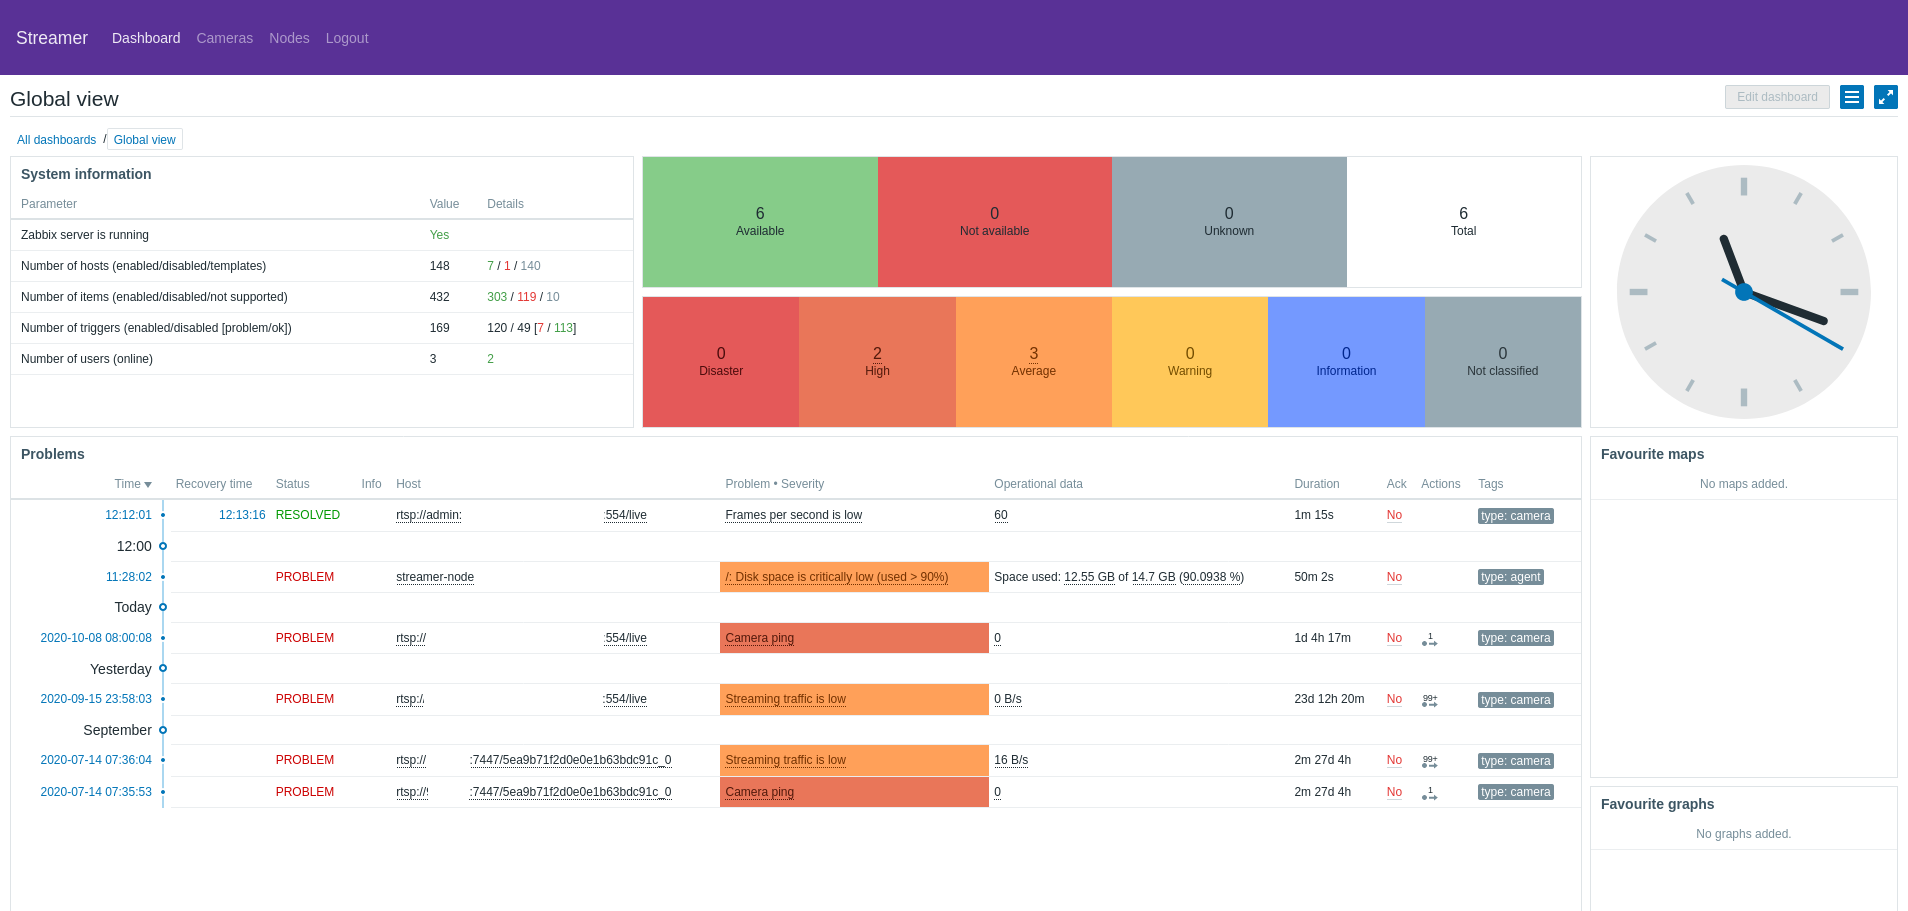 Streamer Dashboard Cameras Nodes Logout
Global view
Edit dashboard
All dashboards / Global view
System information
Parameter Value Details
Zabbix server is running Yes
Number of hosts (enabled/disabled/templates) 148 7 / 1 / 140
Number of items (enabled/disabled/not supported) 432 303 / 119 / 10
Number of triggers (enabled/disabled [problem/ok]) 169 120 / 49 [7 / 113]
Number of users (online) 3 2
6 0 0 6
Available Not available Unknown Total
0 2 3 0 0 0
Disaster High Average Warning Information Not classified
Problems
Time Recovery time Status Info Host Problem • Severity Operational data Duration Ack Actions Tags
12:12:01 12:13:16 RESOLVED rtsp://admin: :554/live Frames per second is low 60 1m 15s No type: camera
12:00
11:28:02 PROBLEM streamer-node /: Disk space is critically low (used > 90%) Space used: 12.55 GB of 14.7 GB (90.0938 %) 50m 2s No type: agent
Today
2020-10-08 08:00:08 PROBLEM rtsp:// :554/live Camera ping 0 1d 4h 17m No 1 type: camera
Yesterday
2020-09-15 23:58:03 PROBLEM rtsp:/ :554/live Streaming traffic is low 0 B/s 23d 12h 20m No 99+ type: camera
September
2020-07-14 07:36:04 PROBLEM rtsp:// :7447/5ea9b71f2d0e0e1b63bdc91c_0 Streaming traffic is low 16 B/s 2m 27d 4h No 99+ type: camera
2020-07-14 07:35:53 PROBLEM rtsp:// :7447/5ea9b71f2d0e0e1b63bdc91c_0 Camera ping 0 2m 27d 4h No 1 type: camera
Favourite maps
No maps added.
Favourite graphs
No graphs added.